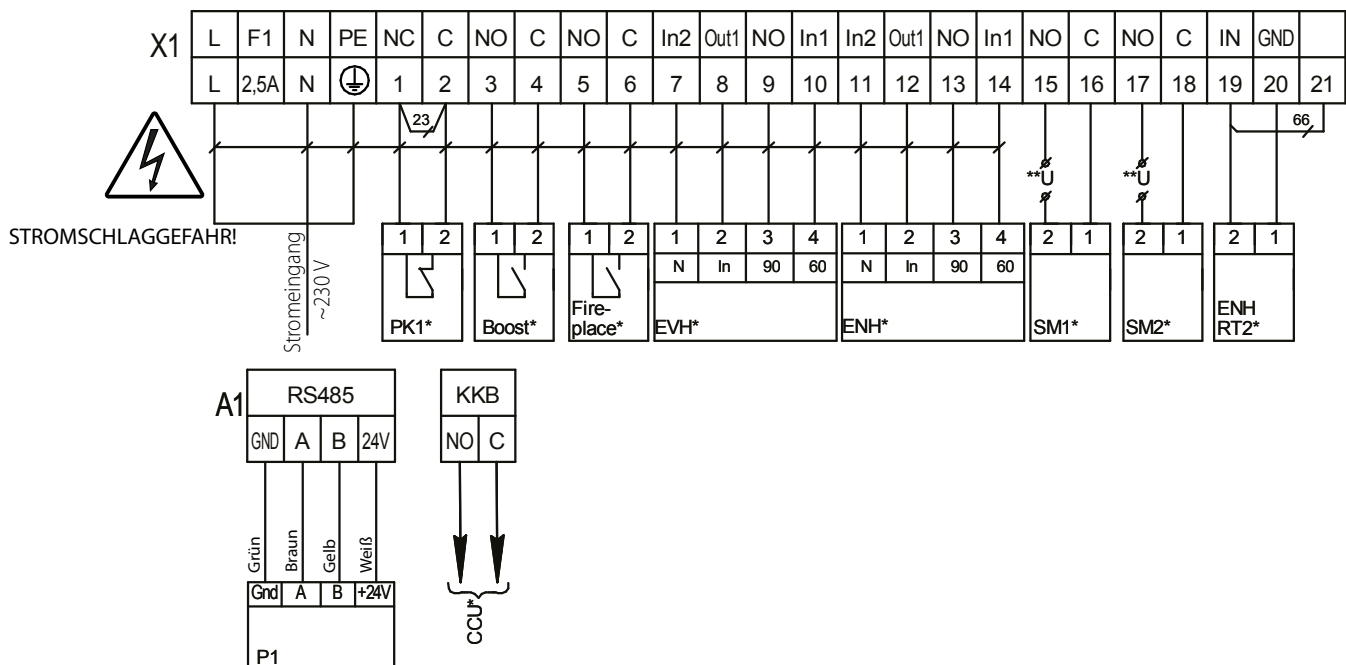 X1
L F1 N PE NC C NO C NO C In2 Out1 NO In1 In2 Out1 NO In1 NO C NO C IN GND
L 2,5A N 1 2 3 4 5 6 7 8 9 10 11 12 13 14 15 16 17 18 19 20 21
23
66
**U
**U
STROMSCHLAGGEFAHR!
Stromeingang
~230 V
1 2
PK1*
1 2
Boost*
1 2
Fire-
place*
1 2 3 4
N In 90 60
EVH*
1 2 3 4
N In 90 60
ENH*
2 1
SM1*
2 1
SM2*
2 1
ENH
RT2*
A1
RS485
GND A B 24V
Grün
Braun
Gelb
Weiß
Gnd A B +24V
P1
KKB
NO C
CCU*